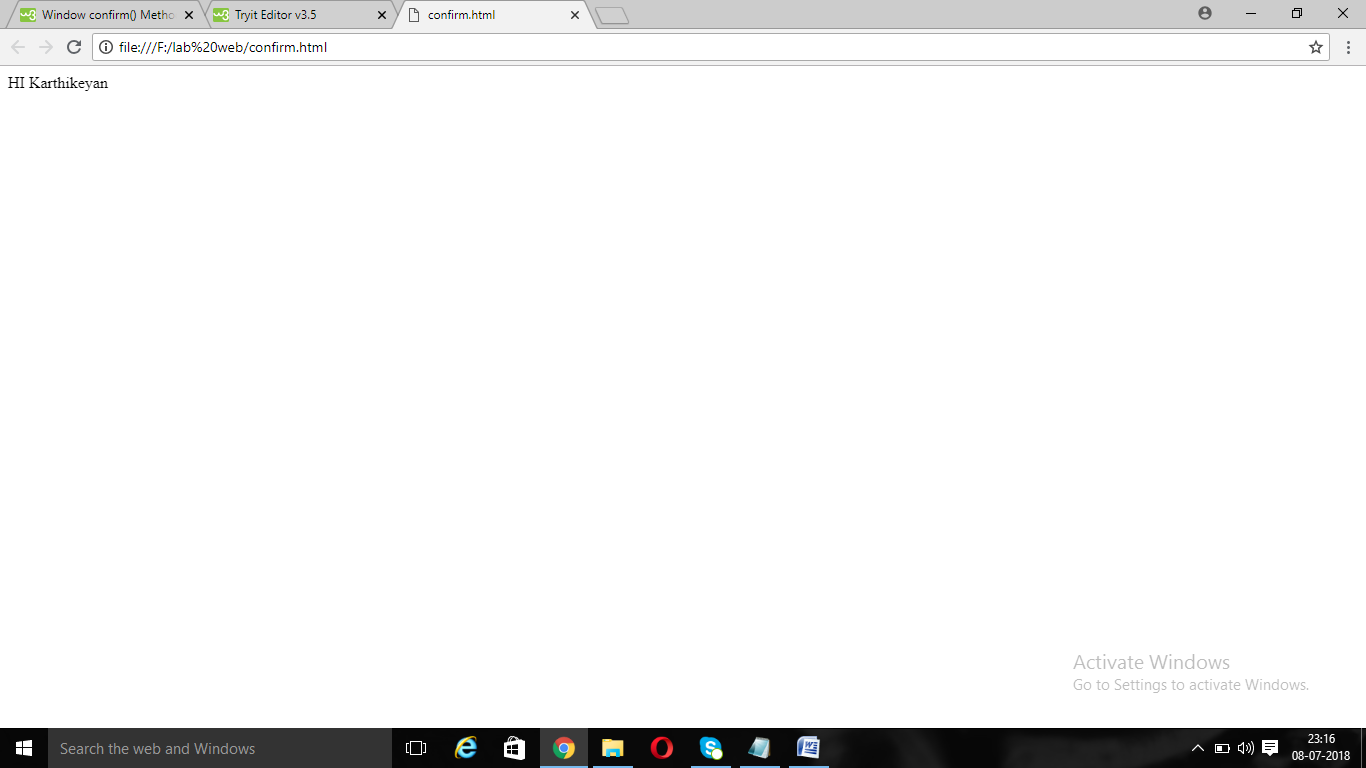 Window confirm() Metho
Tryit Editor v3.5
confirm.html
file:///F:/lab%20web/confirm.html
HI Karthikeyan
Activate Windows
Go to Settings to activate Windows.
Search the web and Windows
23:16
08-07-2018